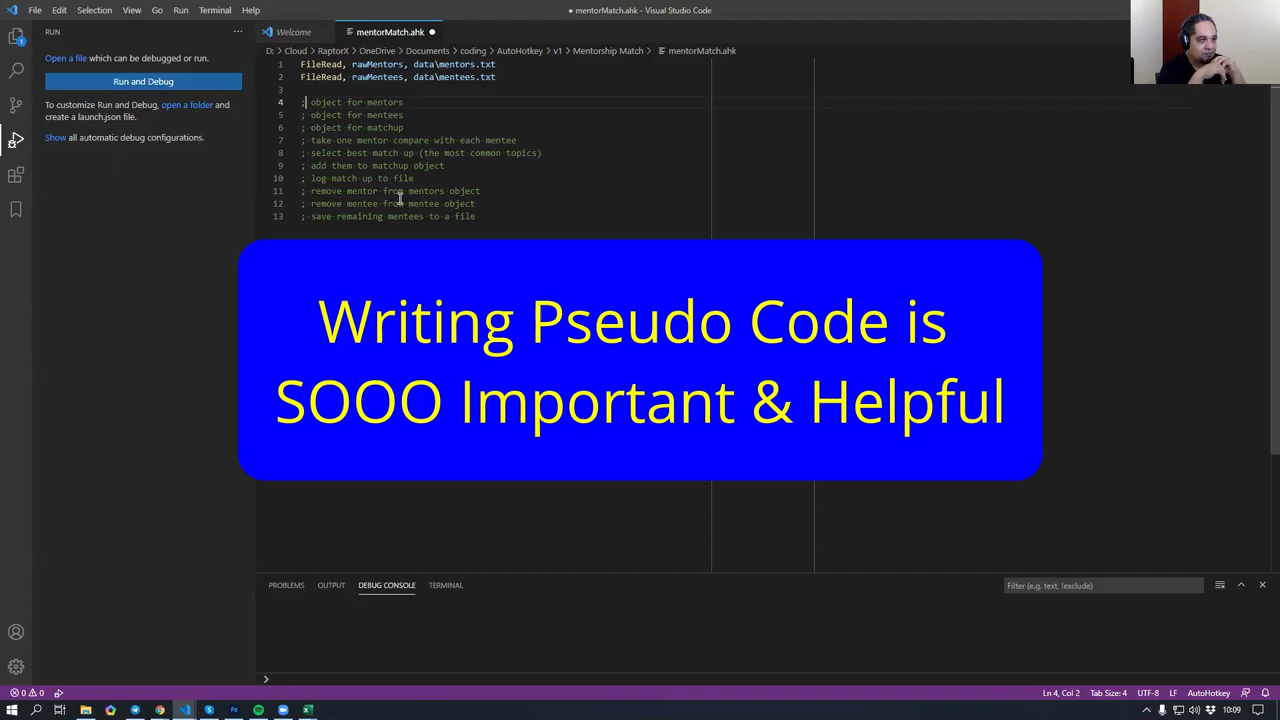 File Edit Selection View Go Run Terminal Help
● mentorMatch.ahk - Visual Studio Code
RUN ···
Welcome
mentorMatch.ahk ●
D: > Cloud > RaptorX > OneDrive > Documents > coding > AutoHotkey > v1 > Mentorship Match > mentorMatch.ahk
Open a file which can be debugged or run.
Run and Debug
To customize Run and Debug, open a folder and
create a launch.json file.
Show all automatic debug configurations.
1 FileRead, rawMentors, data\mentors.txt
2 FileRead, rawMentees, data\mentees.txt
3
4 ; object for mentors
5 ; object for mentees
6 ; object for matchup
7 ; take one mentor compare with each mentee
8 ; select best match up (the most common topics)
9 ; add them to matchup object
10 ; log match up to file
11 ; remove mentor from mentors object
12 ; remove mentee from mentee object
13 ; save remaining mentees to a file
Writing Pseudo Code is
SOOO Important & Helpful
PROBLEMS OUTPUT DEBUG CONSOLE TERMINAL
Filter (e.g. text, !exclude)
>
0 0
Ln 4, Col 2 Tab Size: 4 UTF-8 LF AutoHotkey
10:09